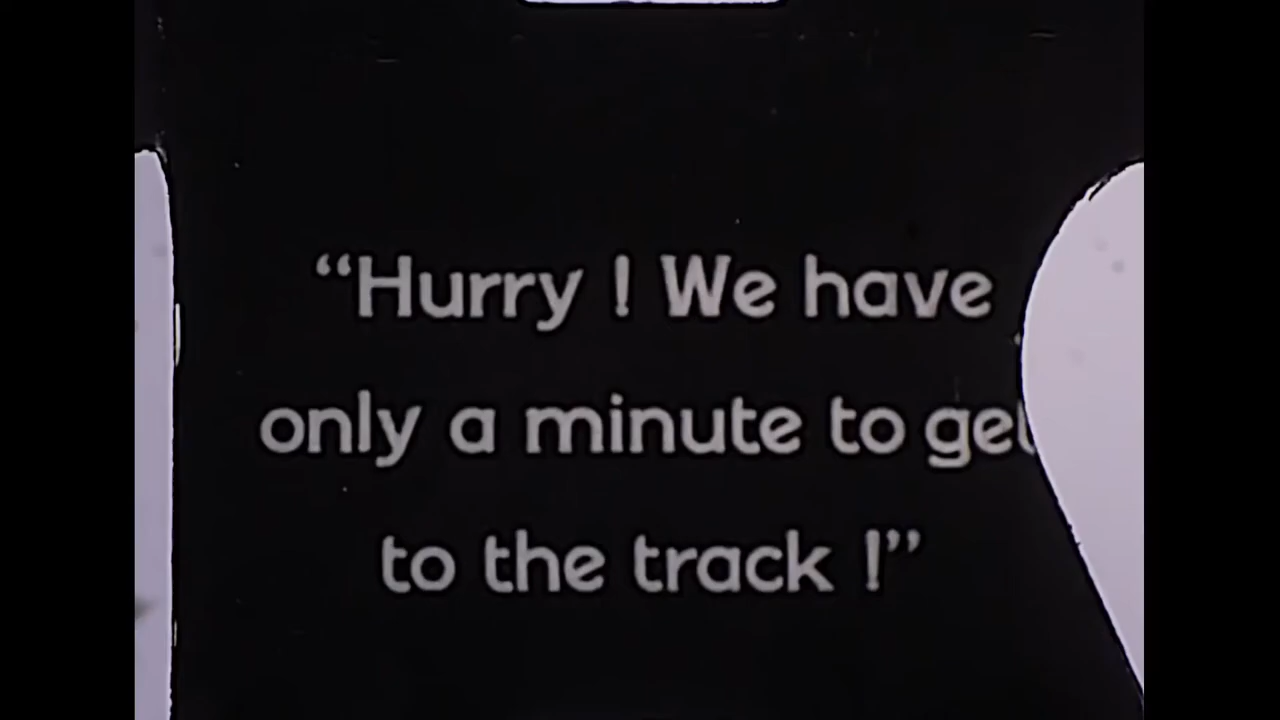 “Hurry ! We have
only a minute to get
to the track !”